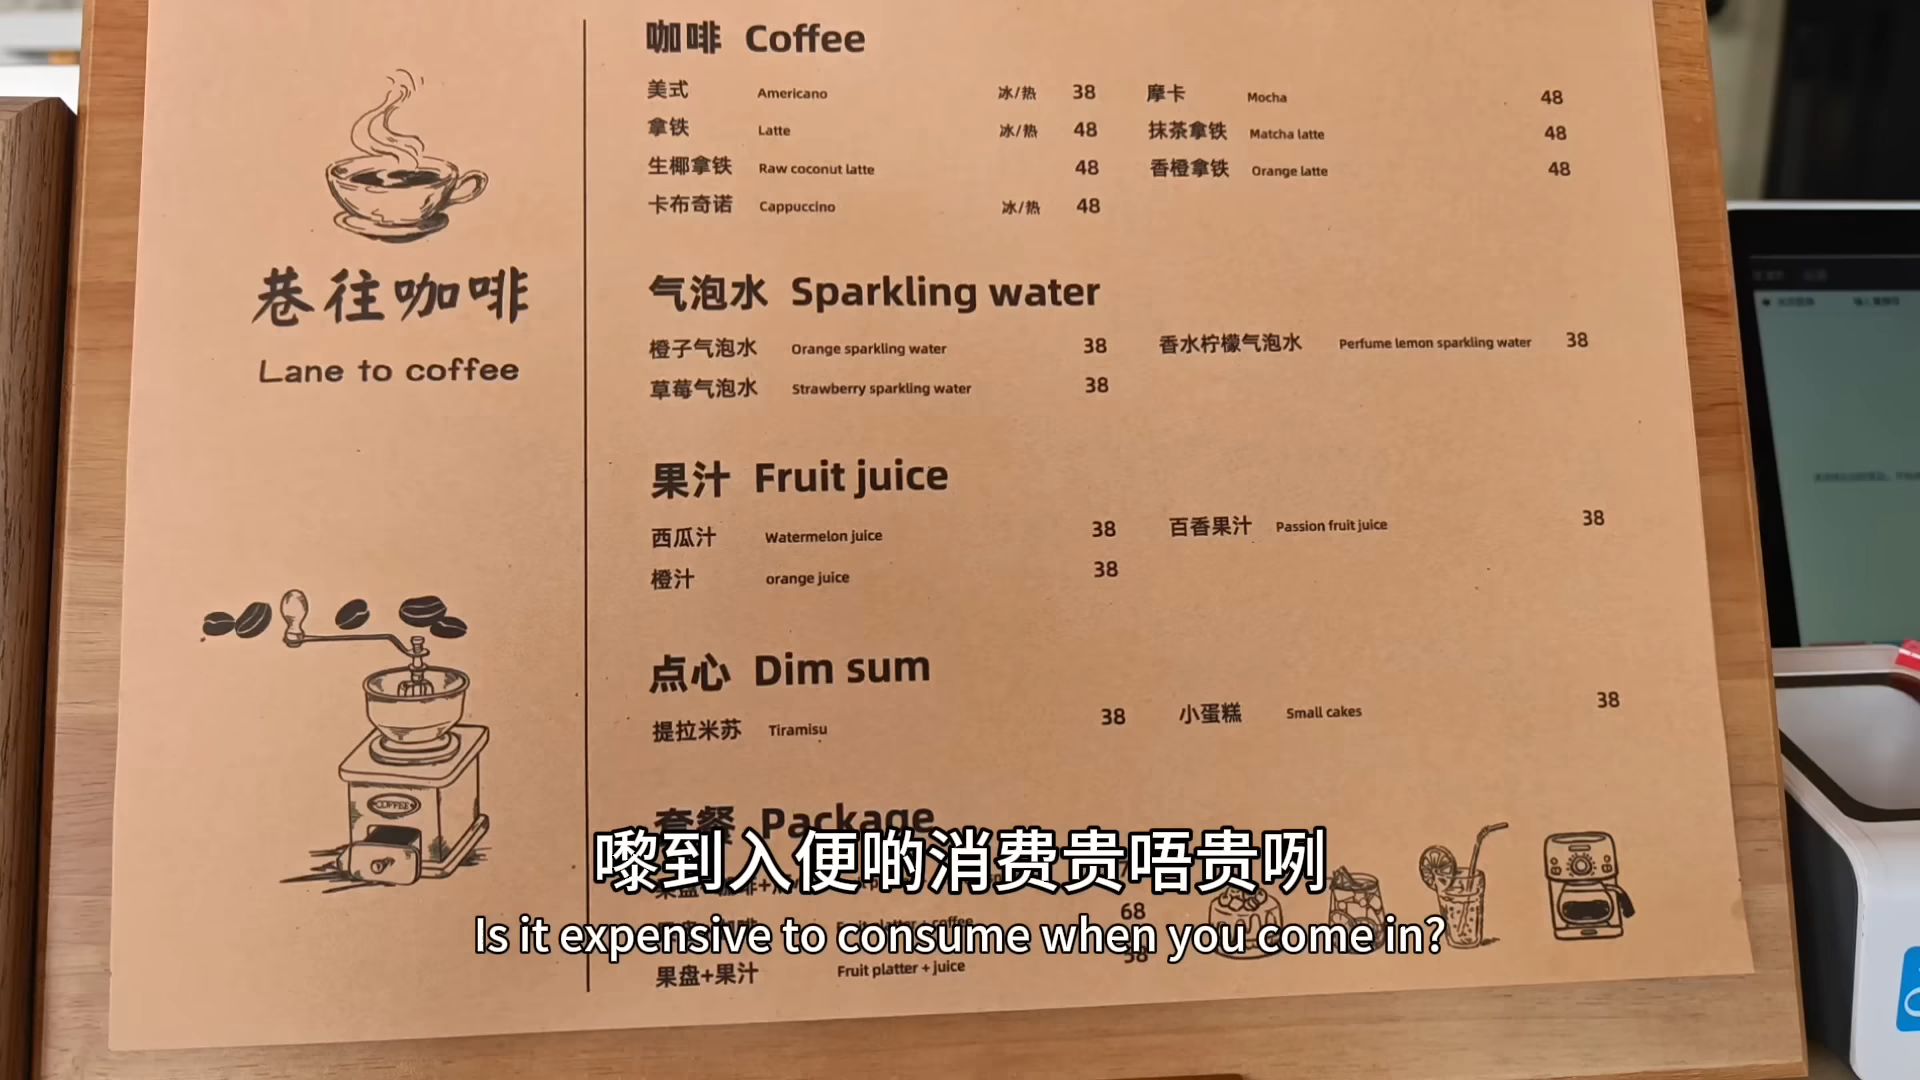 咖啡 Coffee
美式 Americano 冰/热 38 摩卡 Mocha 48
拿铁 Latte 冰/热 48 抹茶拿铁 Matcha latte 48
生椰拿铁 Raw coconut latte 48 香橙拿铁 Orange latte 48
卡布奇诺 Cappuccino 冰/热 48
巷往咖啡
Lane to coffee
气泡水 Sparkling water
橙子气泡水 Orange sparkling water 38 香水柠檬气泡水 Perfume lemon sparkling water 38
草莓气泡水 Strawberry sparkling water 38
果汁 Fruit juice
西瓜汁 Watermelon juice 38 百香果汁 Passion fruit juice 38
橙汁 orange juice 38
点心 Dim sum
提拉米苏 Tiramisu 38 小蛋糕 Small cakes 38
COFFEE
套餐 Package
嚟到入便啲消费贵唔贵咧
Fruit platter + coffee 68
Is it expensive to consume when you come in?
果盘+果汁 Fruit platter + juice